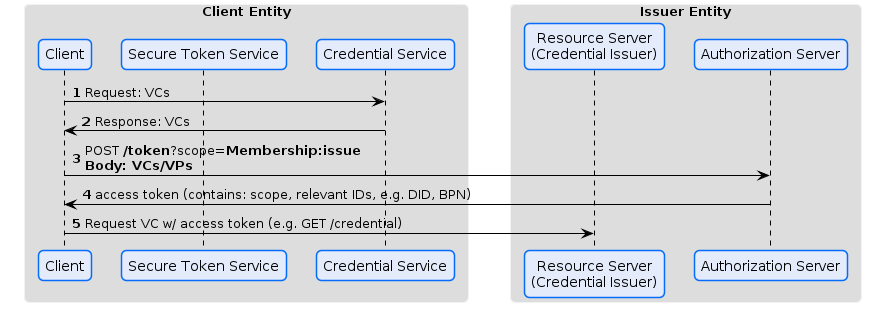 Client Entity
Issuer Entity
Client
Secure Token Service
Credential Service
Resource Server
(Credential Issuer)
Authorization Server
1 Request: VCs
2 Response: VCs
3 POST /token?scope=Membership:issue
Body: VCs/VPs
4 access token (contains: scope, relevant IDs, e.g. DID, BPN)
5 Request VC w/ access token (e.g. GET /credential)
Client
Secure Token Service
Credential Service
Resource Server
(Credential Issuer)
Authorization Server